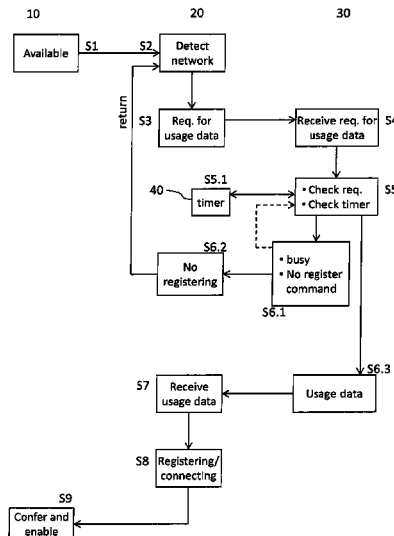 10
20
30
Available
S1
S2
Detect
network
return
S3
Req. for
usage data
Receive req. for
usage data
S4
40
S5.1
timer
• Check req.
• Check timer
S5
S6.2
No
registering
• busy
• No register
command
S6.1
S6.3
S7
Receive
usage data
Usage data
S8
Registering/
connecting
S9
Confer and
enable